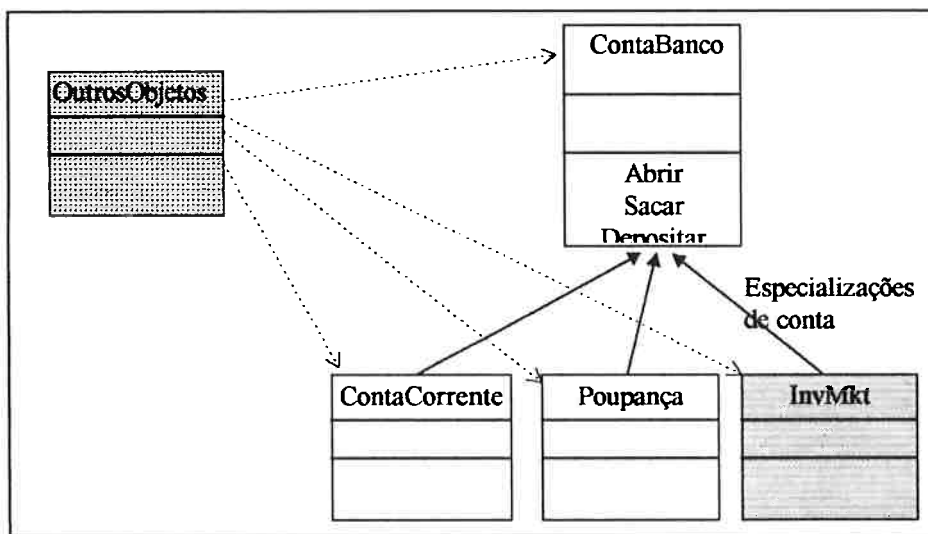 ContaBanco
OutrosObjetos
Abrir
Sacar
Depositar
Especializações
de conta
ContaCorrente
Poupança
InvMkt